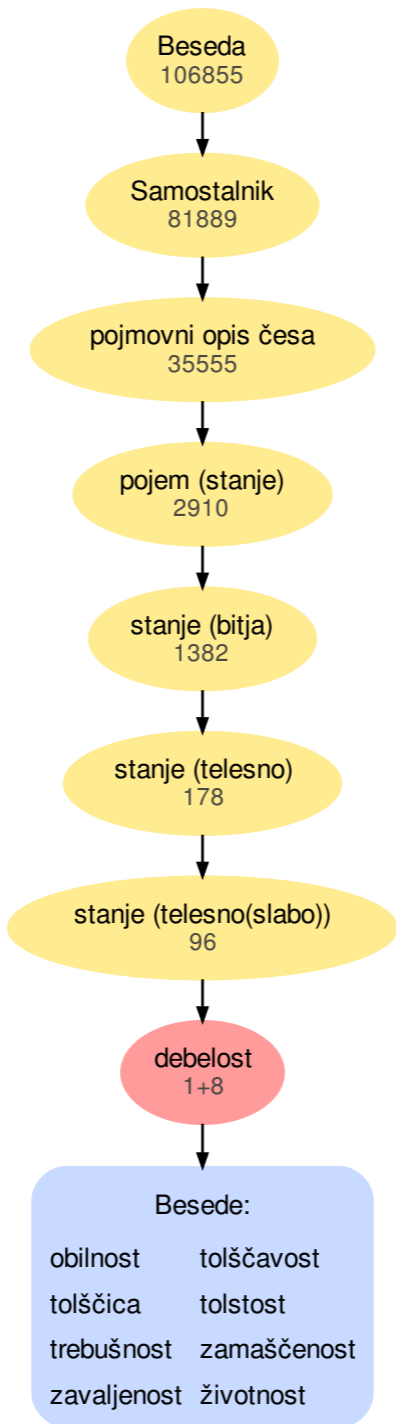 Beseda
106855
Samostalnik
81889
pojmovni opis česa
35555
pojem (stanje)
2910
stanje (bitja)
1382
stanje (telesno)
178
stanje (telesno(slabo))
96
debelost
1+8
Besede:
obilnost tolščavost
tolščica tolstost
trebušnost zamaščenost
zavaljenost životnost